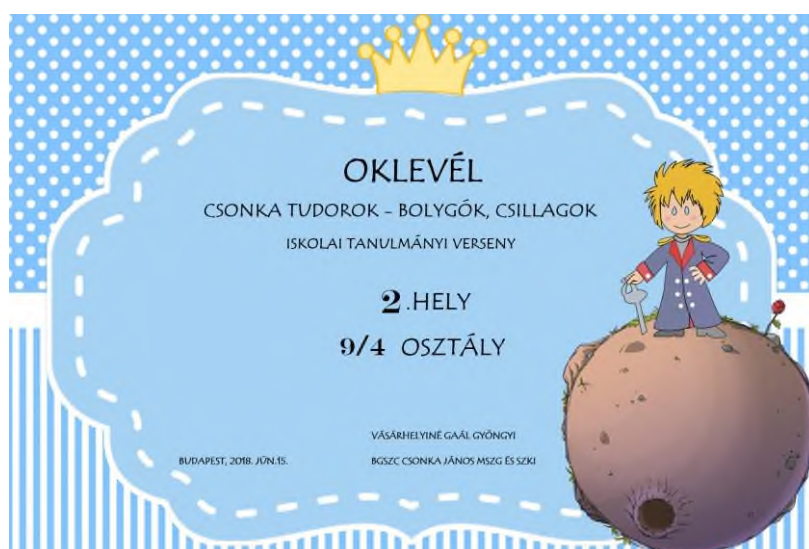 OKLEVÉL
CSONKA TUDOROK - BOLYGÓK, CSILLAGOK
ISKOLAI TANULMÁNYI VERSENY
2.HELY
9/4 OSZTÁLY
VÁSÁRHELYINÉ GAÁL GYÖNGYI
BUDAPEST, 2018. JÚN.15.
BGSZC CSONKA JÁNOS MSZG ÉS SZKI